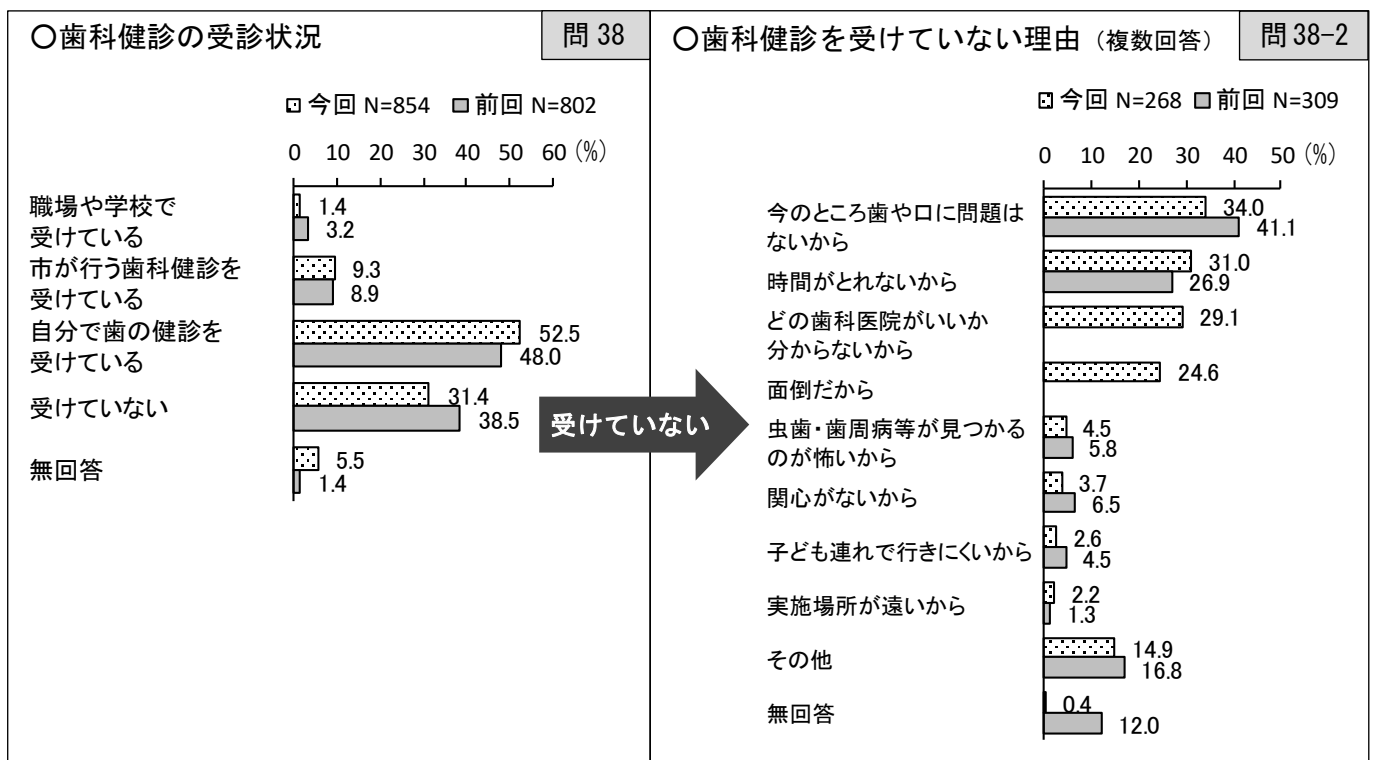 〇歯科健診の受診状況
問 38
今回 N=854 前回 N=802
0 10 20 30 40 50 60 (%)
職場や学校で
受けている
1.4
3.2
市が行う歯科健診を
受けている
9.3
8.9
自分で歯の健診を
受けている
52.5
48.0
受けていない
31.4
38.5
無回答
5.5
1.4
受けていない
〇歯科健診を受けていない理由（複数回答）
問 38-2
今回 N=268 前回 N=309
0 10 20 30 40 50 (%)
今のところ歯や口に問題は
ないから
34.0
41.1
時間がとれないから
31.0
26.9
どの歯科医院がいいか
分からないから
29.1
面倒だから
24.6
虫歯・歯周病等が見つかる
のが怖いから
4.5
5.8
関心がないから
3.7
6.5
子ども連れで行きにくいから
2.6
4.5
実施場所が遠いから
2.2
1.3
その他
14.9
16.8
無回答
0.4
12.0